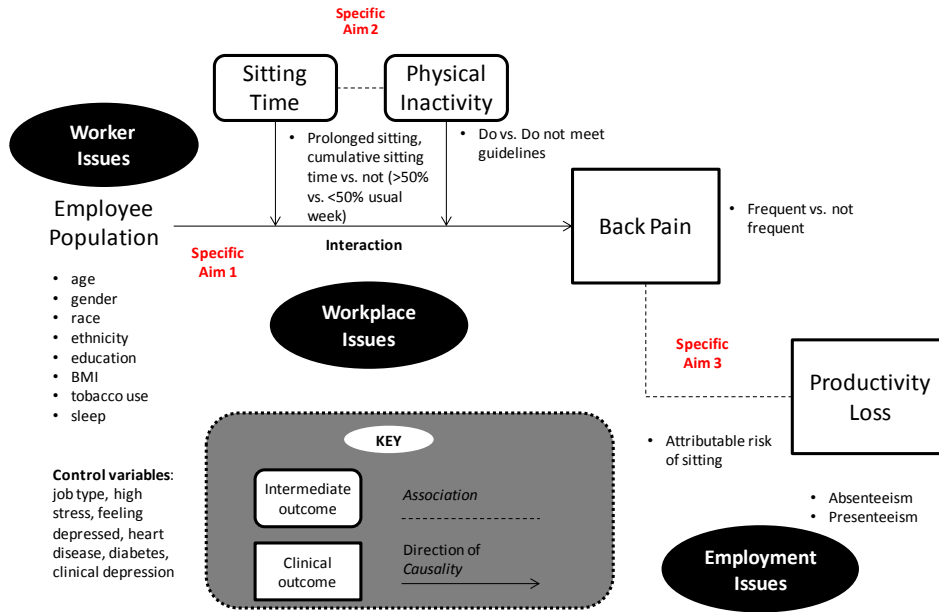 Specific
Aim 2
Sitting
Time
Physical
Inactivity
Worker
Issues
• Prolonged sitting,
cumulative sitting
time vs. not (>50%
vs. <50% usual
week)
• Do vs. Do not meet
guidelines
Employee
Population
Back Pain
• Frequent vs. not
frequent
Specific
Aim 1
Interaction
• age
• gender
• race
• ethnicity
• education
• BMI
• tobacco use
• sleep
Workplace
Issues
Specific
Aim 3
Productivity
Loss
• Attributable risk
of sitting
• Absenteeism
• Presenteeism
Control variables:
job type, high
stress, feeling
depressed, heart
disease, diabetes,
clinical depression
KEY
Intermediate
outcome
Association
Clinical
outcome
Direction of
Causality
Employment
Issues